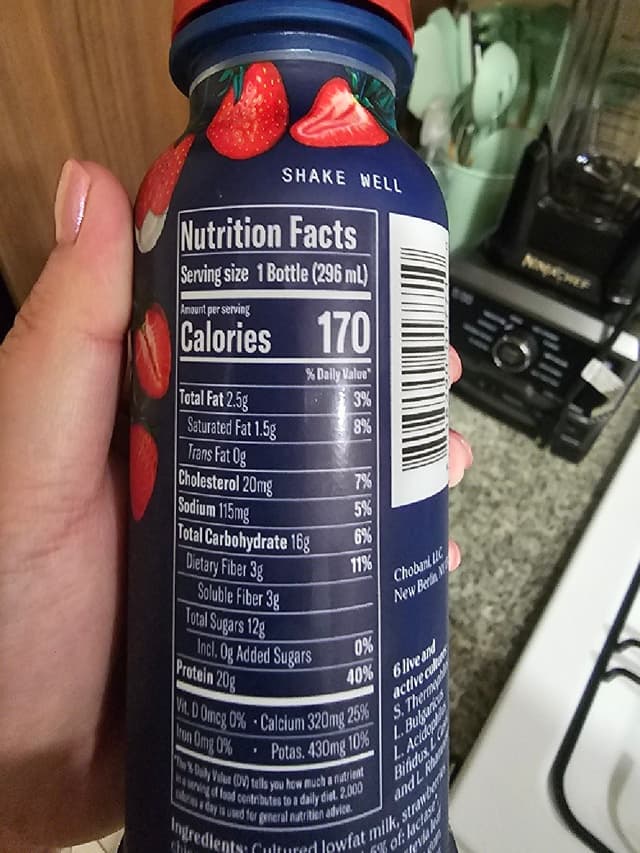 SHAKE WELL
Nutrition Facts
Serving size 1 Bottle (296 mL)
Amount per serving
Calories 170
% Daily Value*
Total Fat 2.5g 3%
Saturated Fat 1.5g 8%
Trans Fat 0g
Cholesterol 20mg 7%
Sodium 115mg 5%
Total Carbohydrate 16g 6%
Dietary Fiber 3g 11%
Soluble Fiber 3g
Total Sugars 12g
Incl. 0g Added Sugars 0%
Protein 20g 40%
Vit. D 0mcg 0% · Calcium 320mg 25%
Iron 0mg 0% · Potas. 430mg 10%
*The % Daily Value (DV) tells you how much a nutrient
in a serving of food contributes to a daily diet. 2,000
calories a day is used for general nutrition advice.
Ingredients: Cultured lowfat milk, strawberries
of: lactase
Chobani, LLC
New Berlin, NY
6 live and
active cultures
S. Thermophilus
L. Bulgaricus
L. Acidophilus
Bifidus, L.
and L.
NINJA CHEF